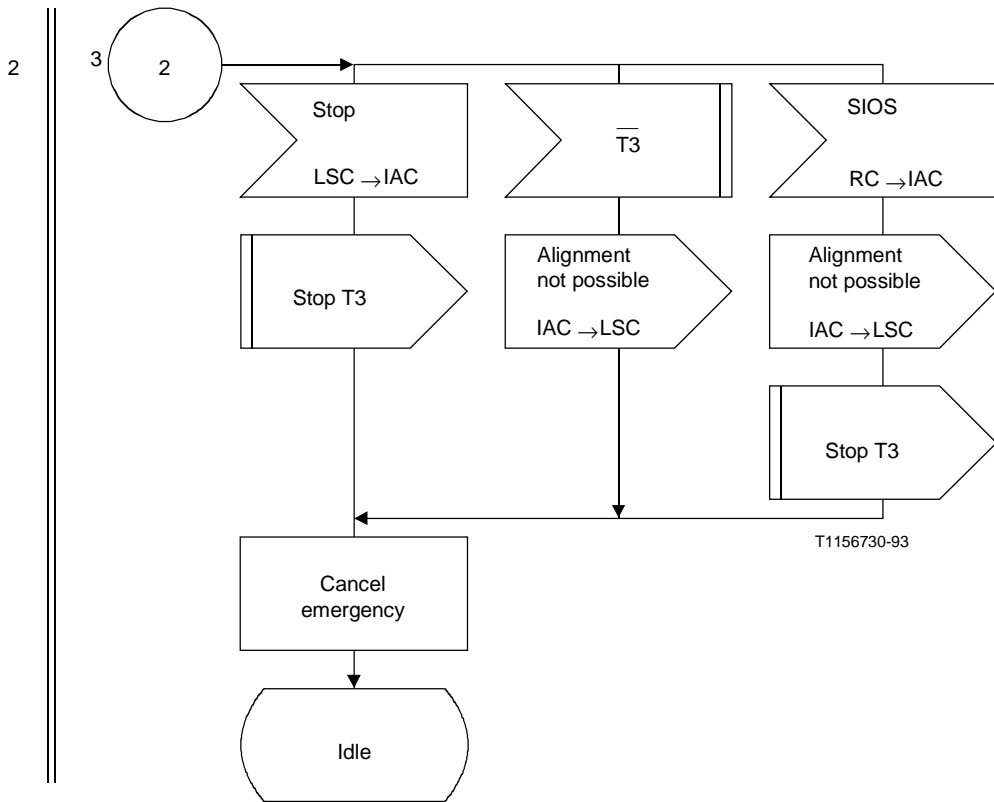 2
3
2
Stop
LSC → IAC
T̅3̅
SIOS
RC → IAC
Stop T3
Alignment
not possible
IAC → LSC
Alignment
not possible
IAC → LSC
Stop T3
T1156730-93
Cancel
emergency
Idle